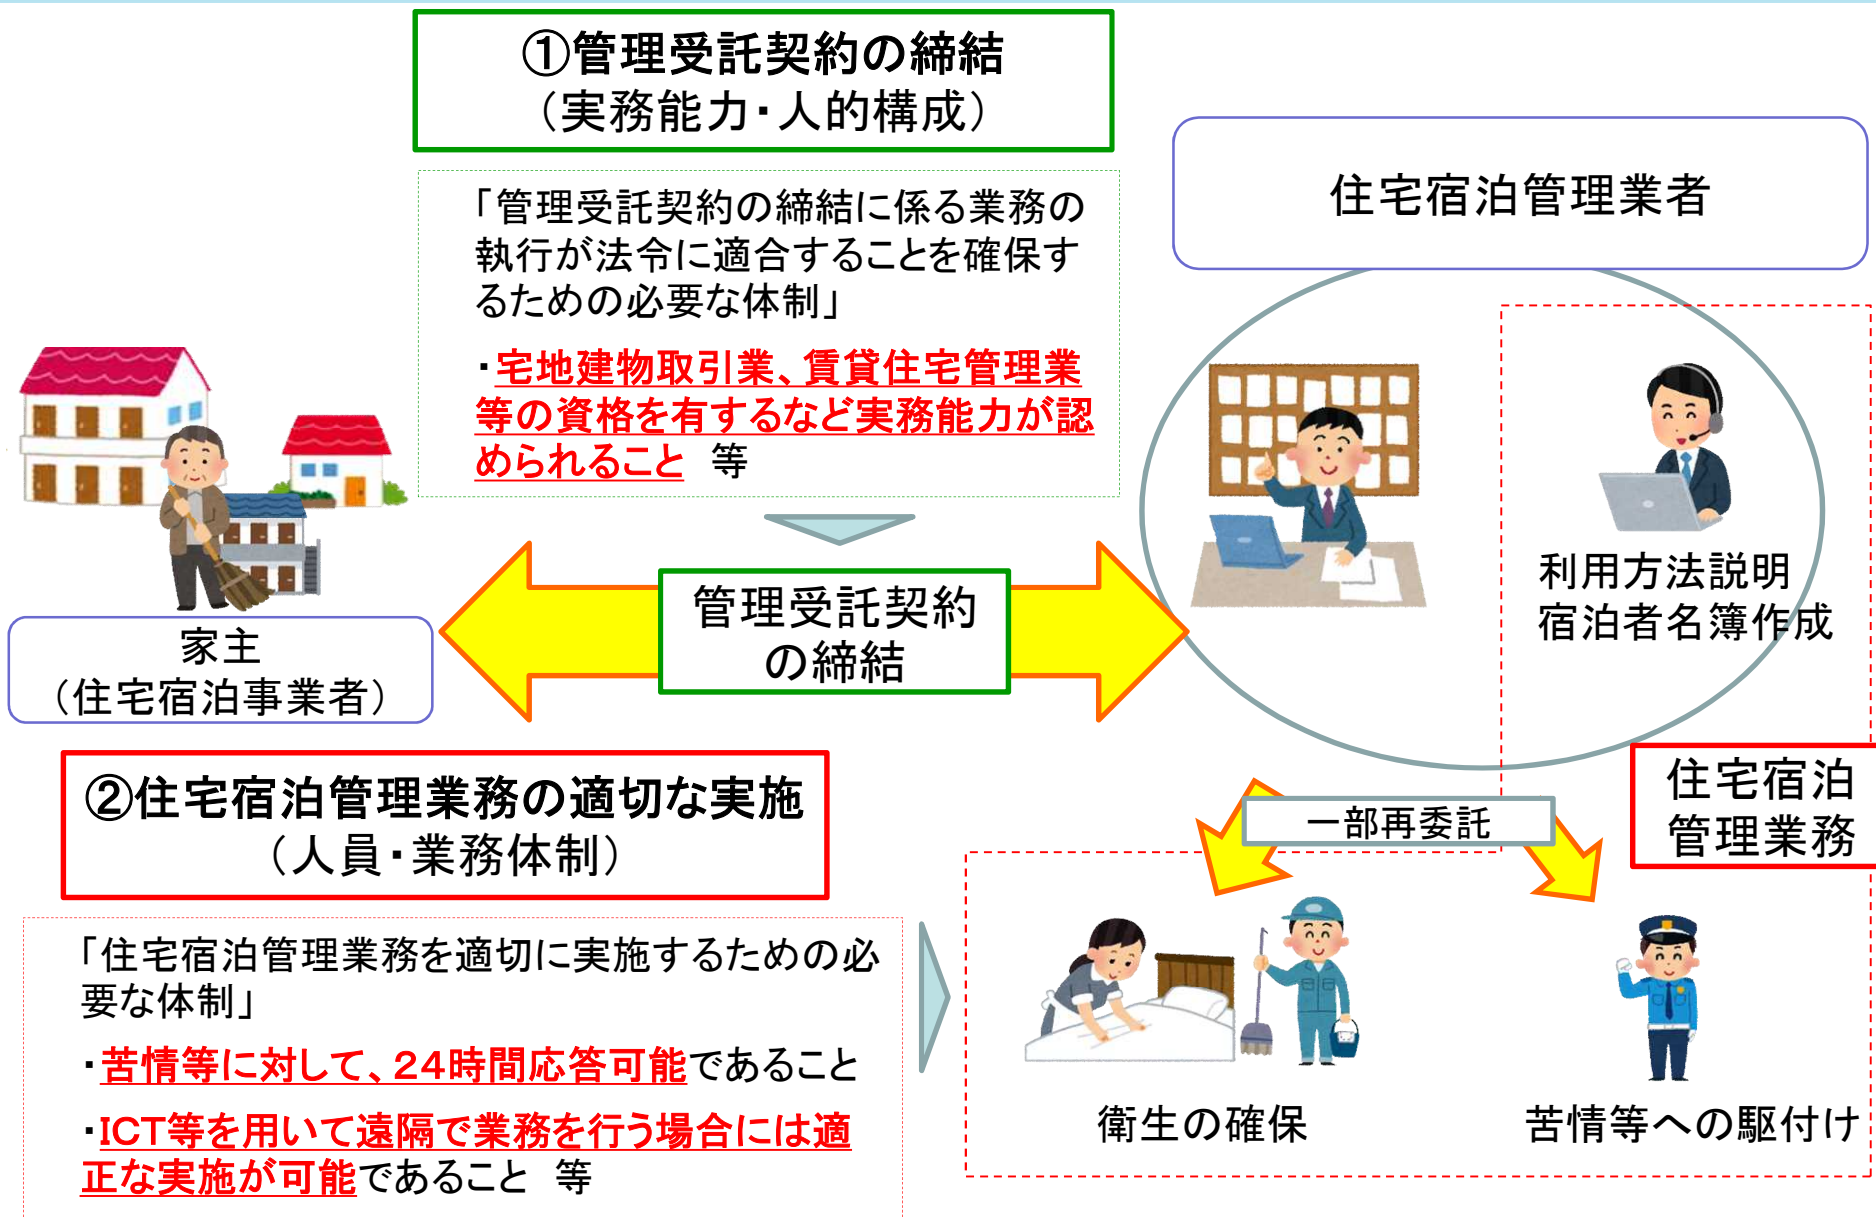 ①管理受託契約の締結
（実務能力・人的構成）
「管理受託契約の締結に係る業務の
執行が法令に適合することを確保す
るための必要な体制」
・宅地建物取引業、賃貸住宅管理業
等の資格を有するなど実務能力が認
められること　等
住宅宿泊管理業者
利用方法説明
宿泊者名簿作成
管理受託契約
の締結
家主
（住宅宿泊事業者）
②住宅宿泊管理業務の適切な実施
（人員・業務体制）
「住宅宿泊管理業務を適切に実施するための必
要な体制」
・苦情等に対して、24時間応答可能であること
・ICT等を用いて遠隔で業務を行う場合には適
正な実施が可能であること　等
一部再委託
住宅宿泊
管理業務
衛生の確保
苦情等への駆付け